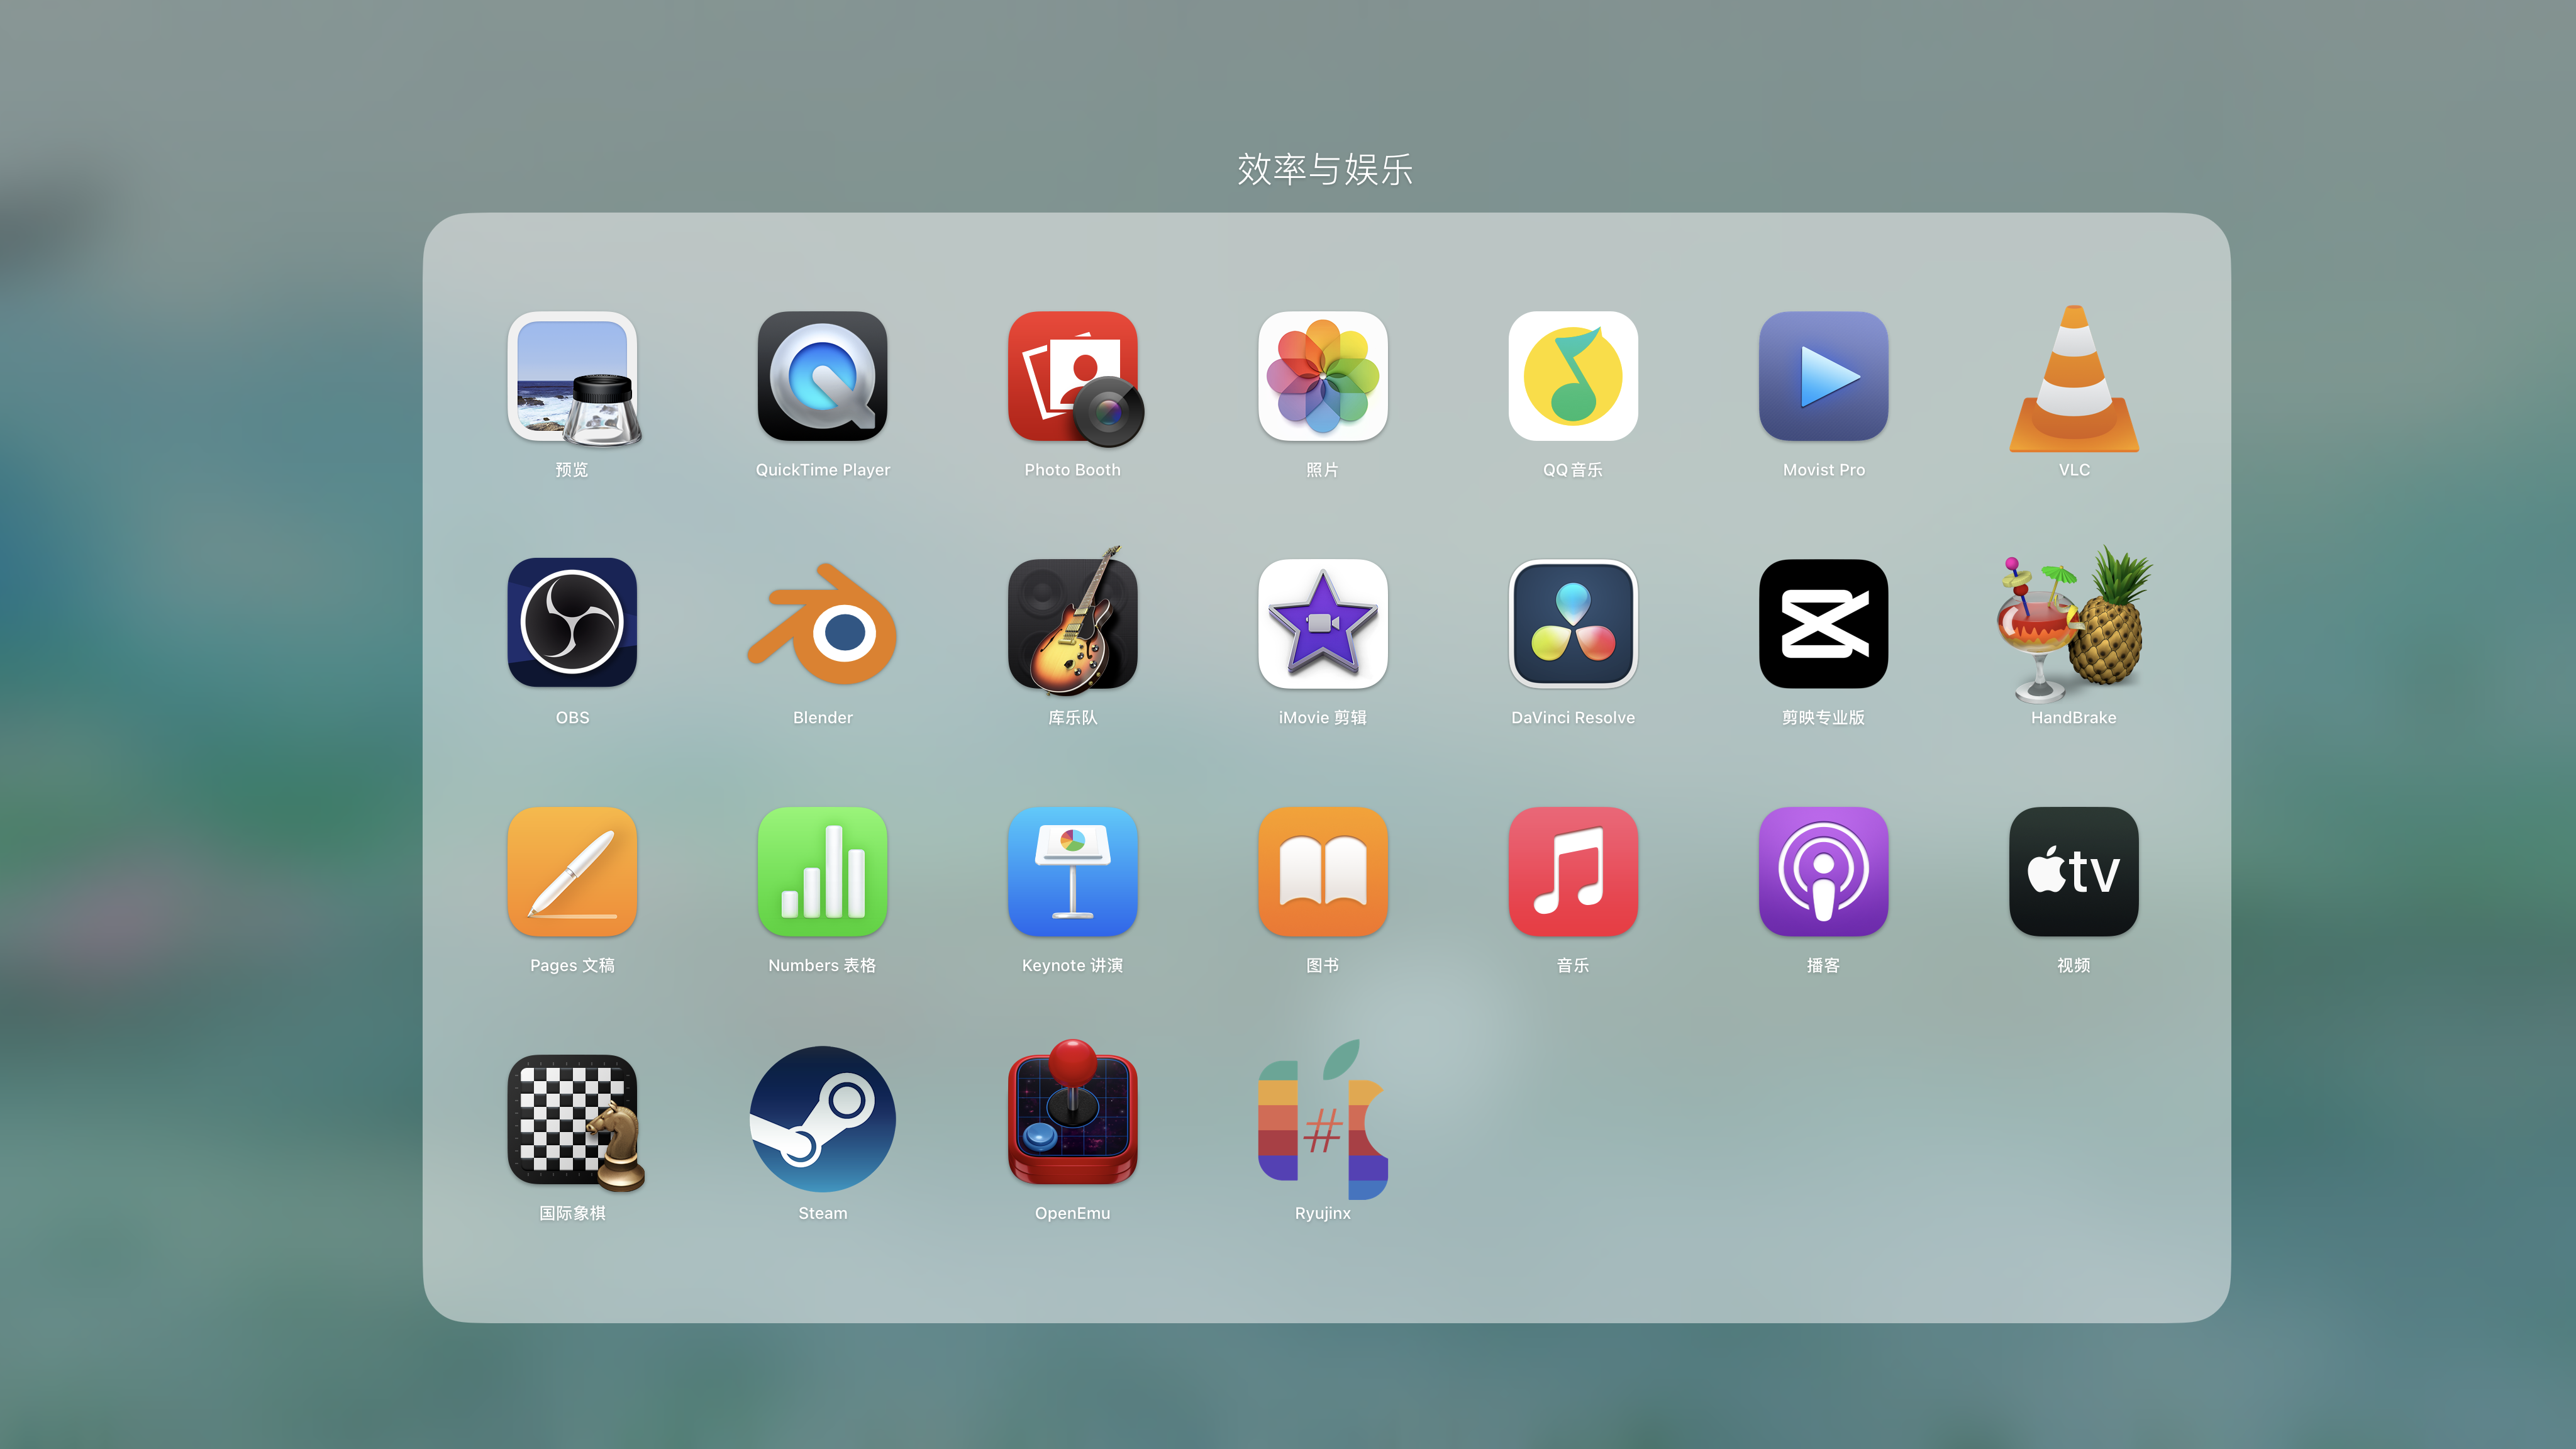 效率与娱乐
预览
QuickTime Player
Photo Booth
照片
QQ音乐
Movist Pro
VLC
OBS
Blender
库乐队
iMovie 剪辑
DaVinci Resolve
剪映专业版
HandBrake
tv
Pages 文稿
Numbers 表格
Keynote 讲演
图书
音乐
播客
视频
#
国际象棋
Steam
OpenEmu
Ryujinx